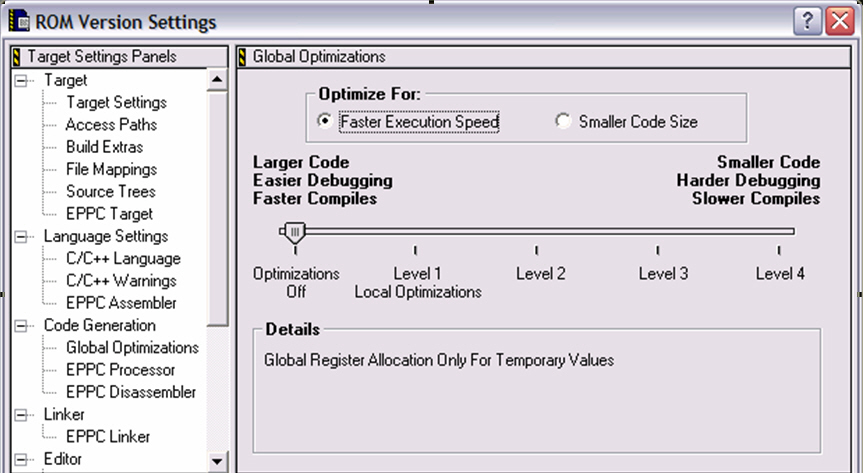 ROM Version Settings
Target Settings Panels
Target
Target Settings
Access Paths
Build Extras
File Mappings
Source Trees
EPPC Target
Language Settings
C/C++ Language
C/C++ Warnings
EPPC Assembler
Code Generation
Global Optimizations
EPPC Processor
EPPC Disassembler
Linker
EPPC Linker
Editor
Global Optimizations
Optimize For:
Faster Execution Speed
Smaller Code Size
Larger Code
Easier Debugging
Faster Compiles
Smaller Code
Harder Debugging
Slower Compiles
Optimizations
Off
Level 1
Local Optimizations
Level 2
Level 3
Level 4
Details
Global Register Allocation Only For Temporary Values